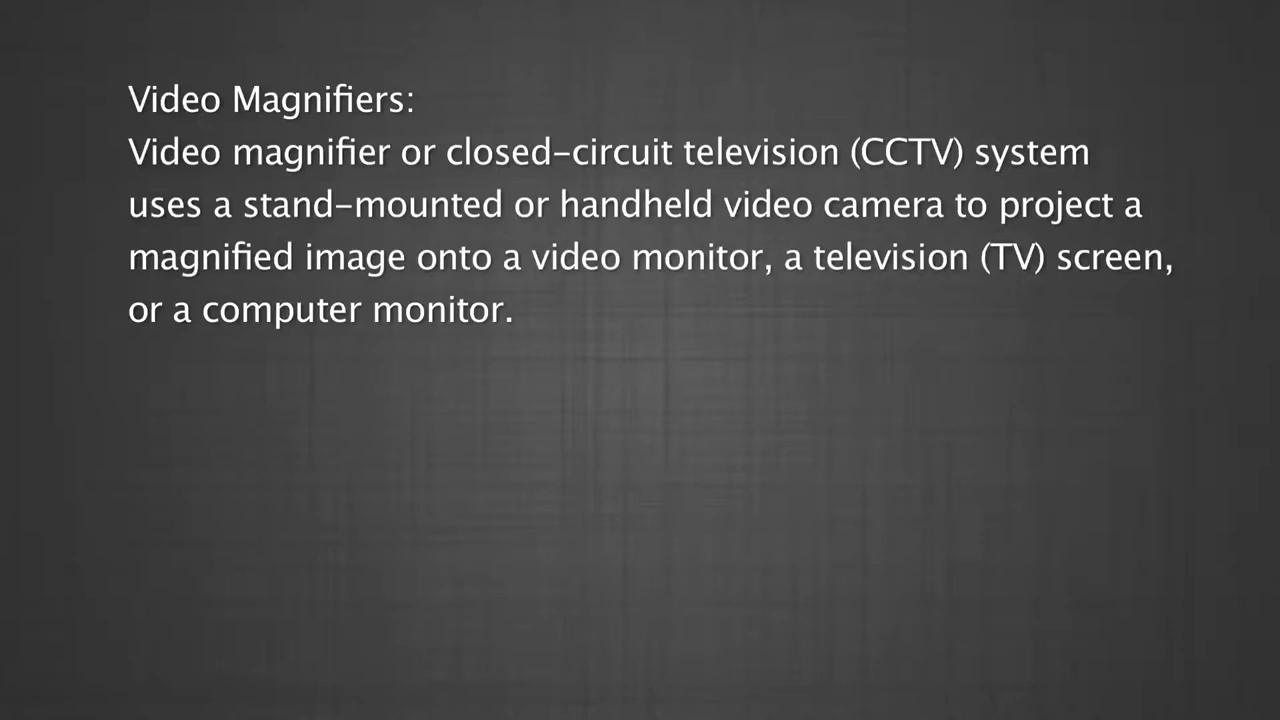 Video Magnifiers:
Video magnifier or closed-circuit television (CCTV) system
uses a stand-mounted or handheld video camera to project a
magnified image onto a video monitor, a television (TV) screen,
or a computer monitor.